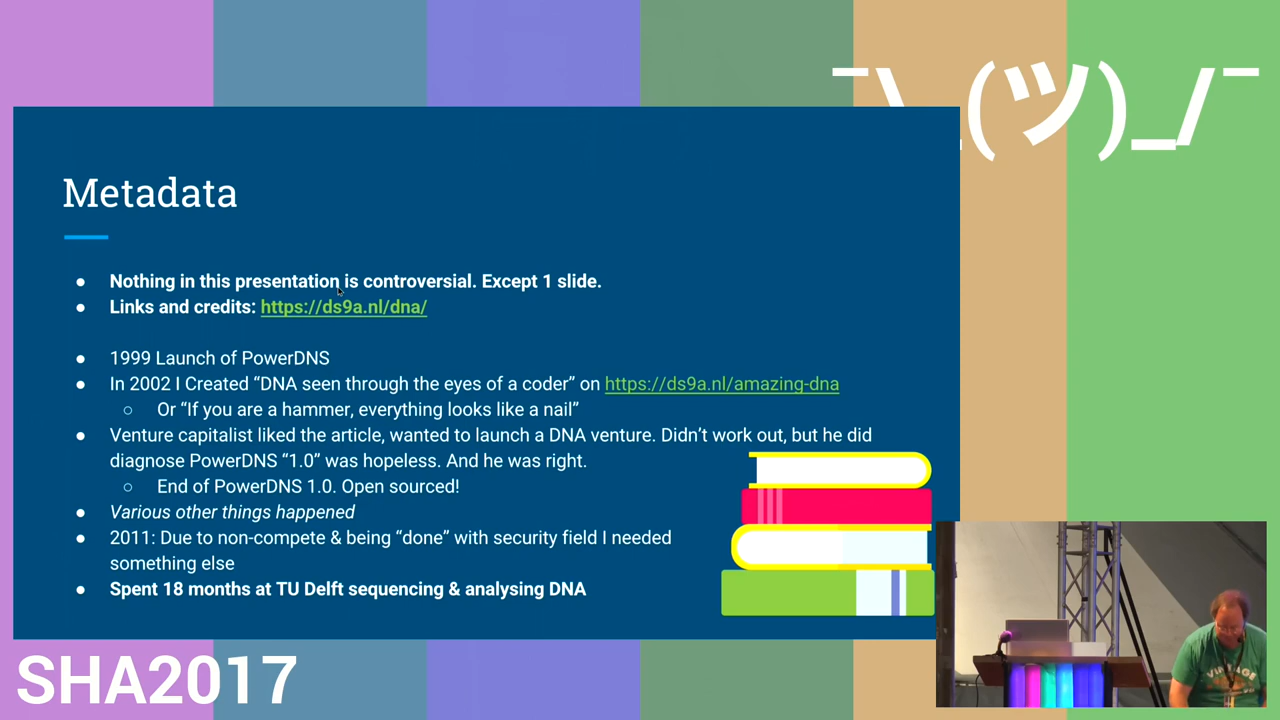 ¯\_(ツ)_/¯
Metadata
Nothing in this presentation is controversial. Except 1 slide.
Links and credits: https://ds9a.nl/dna/
1999 Launch of PowerDNS
In 2002 I Created “DNA seen through the eyes of a coder” on https://ds9a.nl/amazing-dna
Or “If you are a hammer, everything looks like a nail”
Venture capitalist liked the article, wanted to launch a DNA venture. Didn’t work out, but he did
diagnose PowerDNS “1.0” was hopeless. And he was right.
End of PowerDNS 1.0. Open sourced!
Various other things happened
2011: Due to non-compete & being “done” with security field I needed
something else
Spent 18 months at TU Delft sequencing & analysing DNA
SHA2017